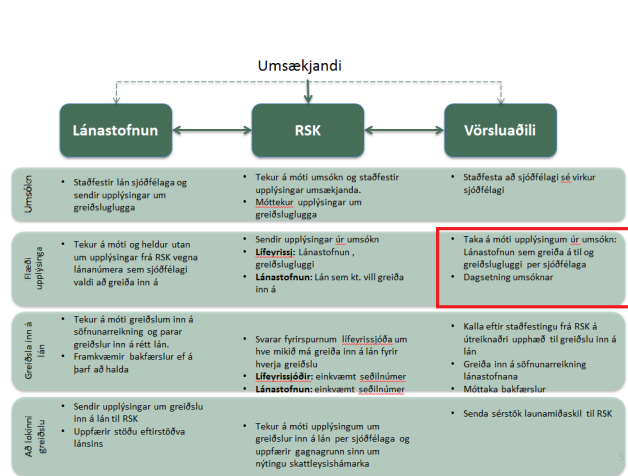 Umsækjandi
Lánastofnun
RSK
Vörsluaðili
Umsókn
• Staðfestir lán sjóðfélaga og
sendir upplýsingar um
greiðsluglugga
• Tekur á móti umsókn og staðfestir
upplýsingar umsækjanda.
• Móttekur upplýsingar um
greiðsluglugga
• Staðfesta að sjóðfélagi sé virkur
sjóðfélagi
Flæði
upplýsinga
• Tekur á móti og heldur utan
um upplýsingar frá RSK vegna
lánanúmera sem sjóðfélagi
valdi að greiða inn á
• Sendir upplýsingar úr umsókn
• Lífeyrissj: Lánastofnun ,
greiðslugluggi
• Lánastofnun: Lán sem kt. vill greiða
inn á
• Taka á móti upplýsingum úr umsókn:
Lánastofnun sem greiða á til og
greiðslugluggi per sjóðfélaga
• Dagsetning umsóknar
Greiðsla inn á
lán
• Tekur á móti greiðslum inn á
söfnunarreikning og parar
greiðslur inn á rétt lán.
• Framkvæmir bakfærslur ef á
þarf að halda
• Svarar fyrirspurnum lífeyrissjóða um
hve mikið má greiða inn á lán fyrir
hverja greiðslu
• Lífeyrissjóðir: einkvæmt seðilnúmer
• Lánastofnun: einkvæmt seðilnúmer
• Kalla eftir staðfestingu frá RSK á
útreiknaðri upphæð til greiðslu inn á
lán
• Greiða inn á söfnunarreikning
lánastofnana
• Móttaka bakfærslur
Að lokinni
greiðslu
• Sendir upplýsingar um greiðslu
inn á lán til RSK
• Uppfærir stöðu eftirstöðva
lánsins
• Tekur á móti upplýsingum um
greiðslur inn á lán per sjóðfélaga og
uppfærir gagnagrunn sinn um
nýtingu skattleysishámarka
• Senda sérstök launamiðaskil til RSK